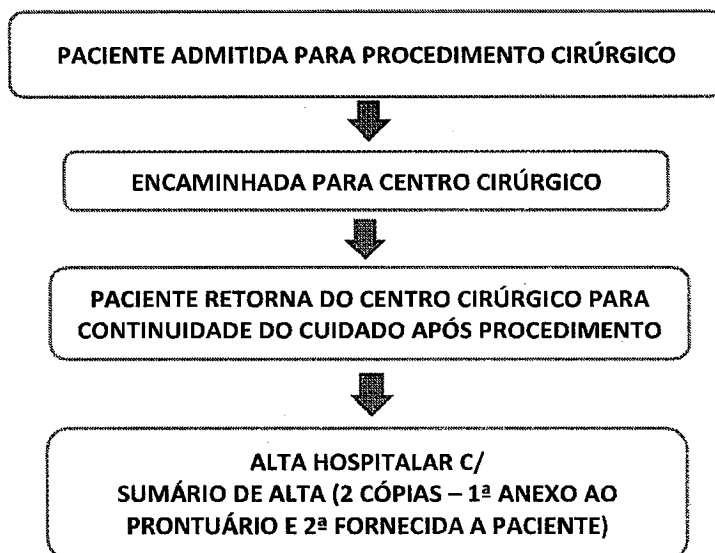 PACIENTE ADMITIDA PARA PROCEDIMENTO CIRÚRGICO
ENCAMINHADA PARA CENTRO CIRÚRGICO
PACIENTE RETORNA DO CENTRO CIRÚRGICO PARA
CONTINUIDADE DO CUIDADO APÓS PROCEDIMENTO
ALTA HOSPITALAR C/
SUMÁRIO DE ALTA (2 CÓPIAS – 1ª ANEXO AO
PRONTUÁRIO E 2ª FORNECIDA A PACIENTE)